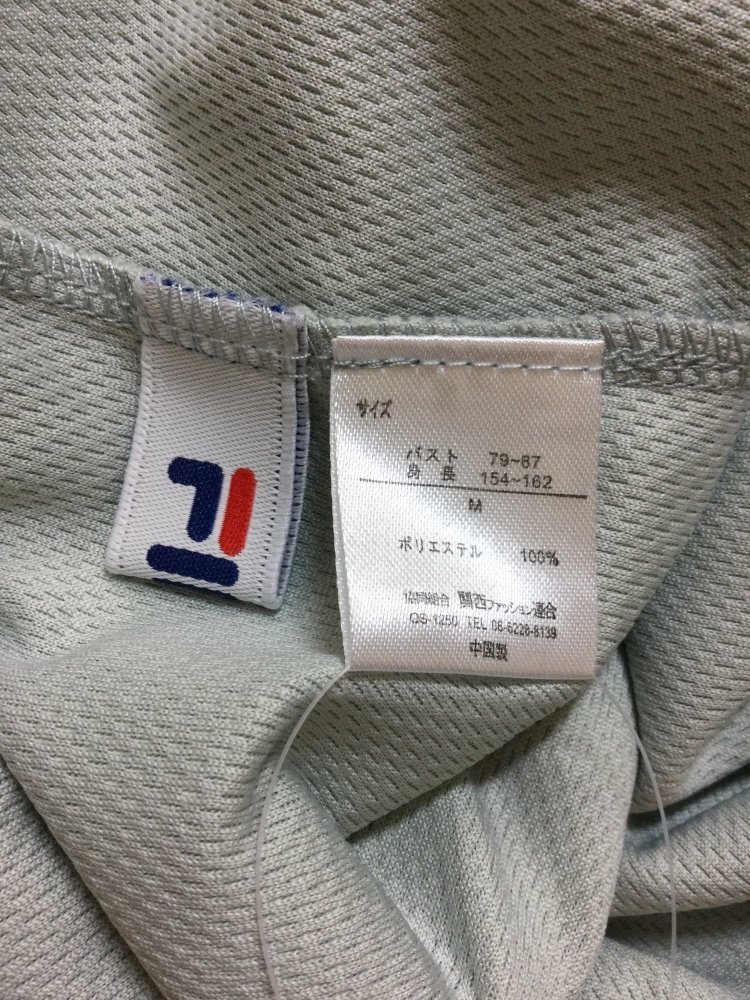 サイズ
バスト 79~87
身長 154~162
M
ポリエステル 100%
協同組合 関西ファッション連合
OS-1250 TEL 06-6228-8139
中国製